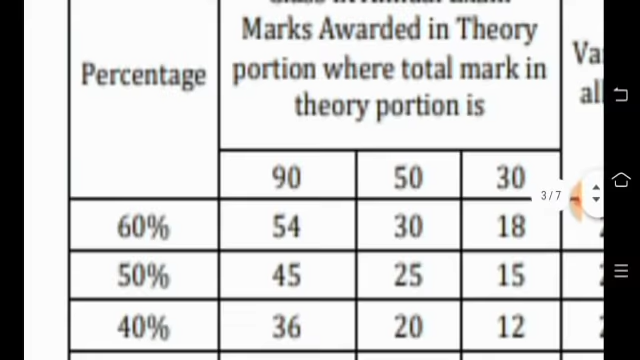 Marks Awarded in Theory
Percentage portion where total mark in
theory portion is
90 50 30
3 / 7
60% 54 30 18
50% 45 25 15
40% 36 20 12